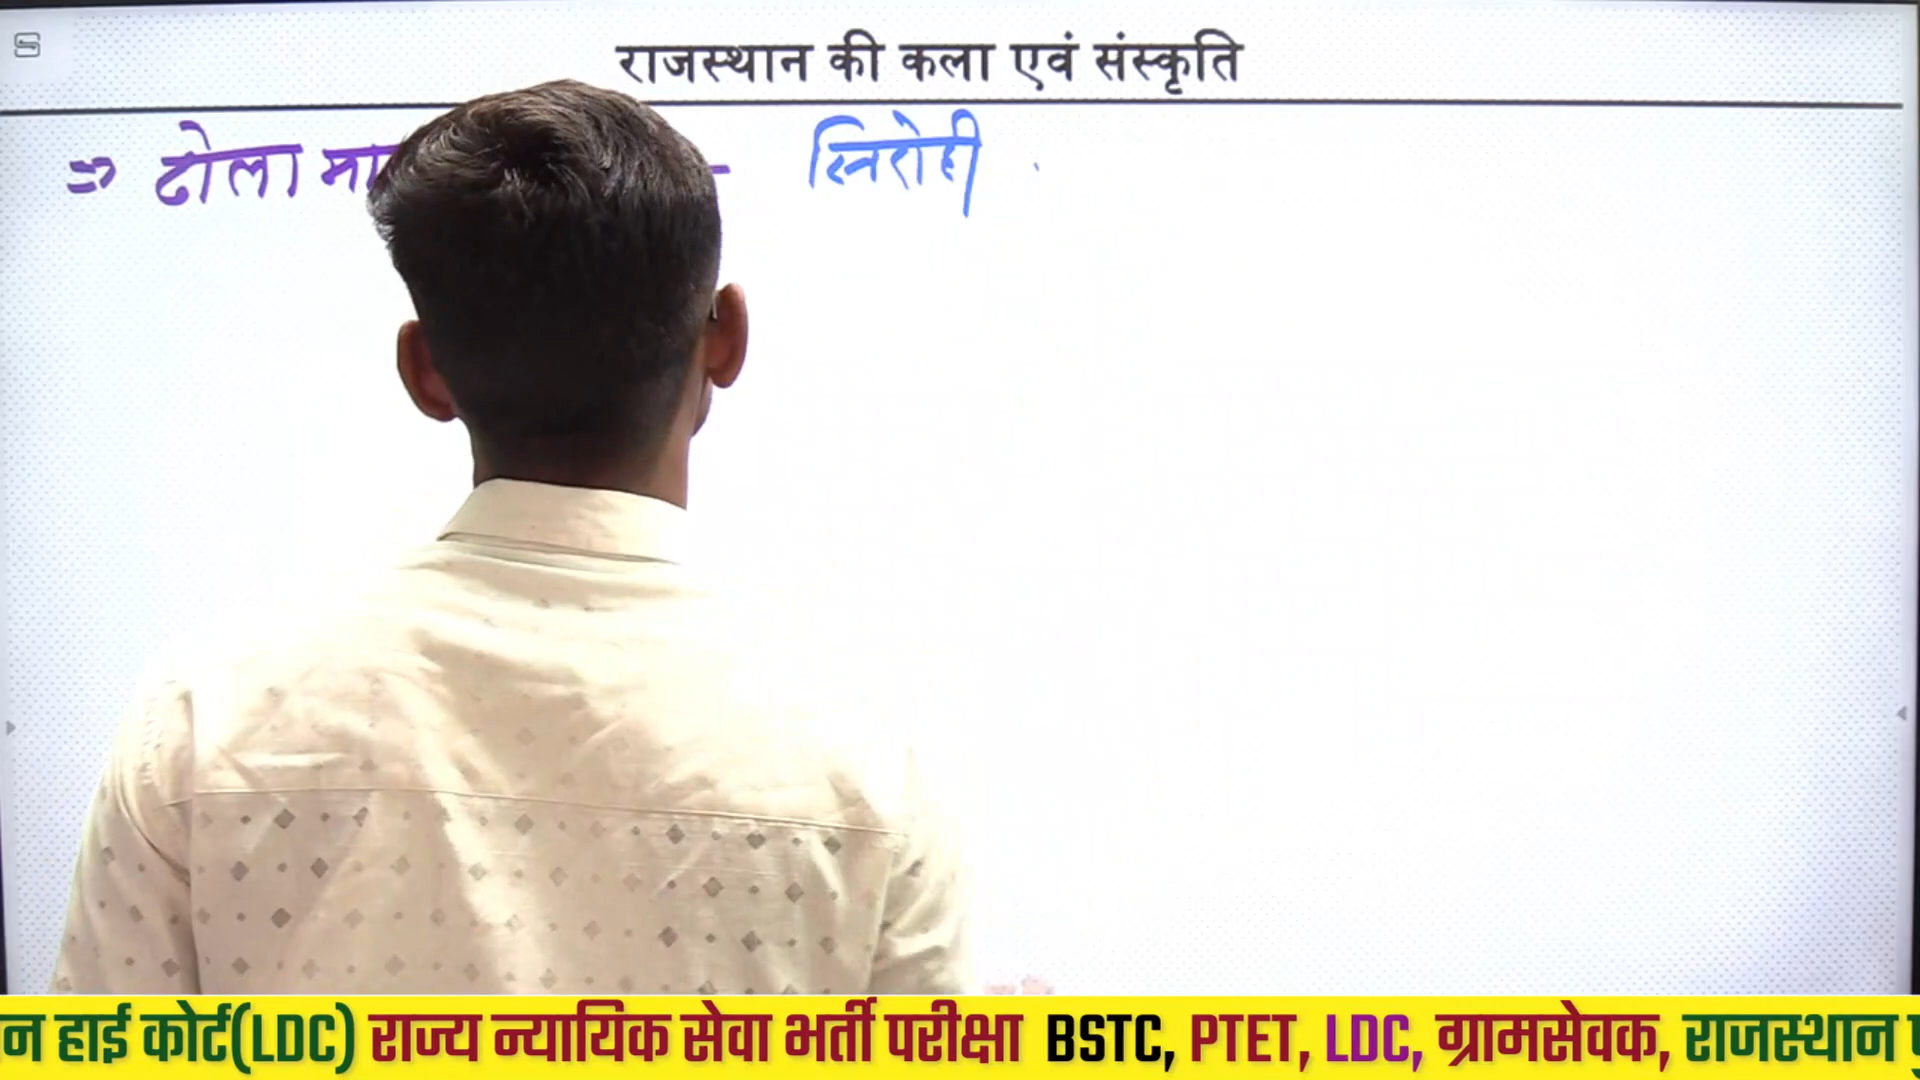 राजस्थान की कला एवं संस्कृति
⇒ ढोला मा - सिरोही
न हाई कोर्ट(LDC) राज्य न्यायिक सेवा भर्ती परीक्षा BSTC, PTET, LDC, ग्रामसेवक, राजस्थान